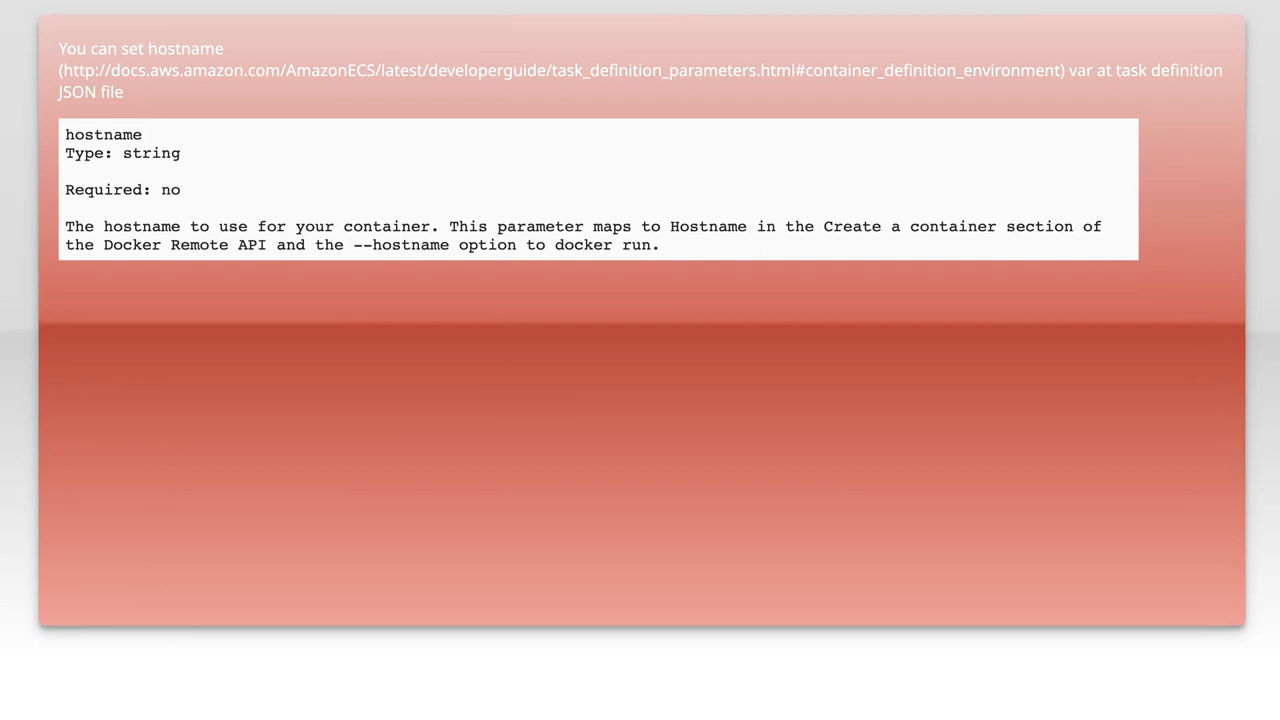 You can set hostname
(http://docs.aws.amazon.com/AmazonECS/latest/developerguide/task_definition_parameters.html#container_definition_environment) var at task definition
JSON file
hostname
Type: string
Required: no
The hostname to use for your container. This parameter maps to Hostname in the Create a container section of
the Docker Remote API and the --hostname option to docker run.